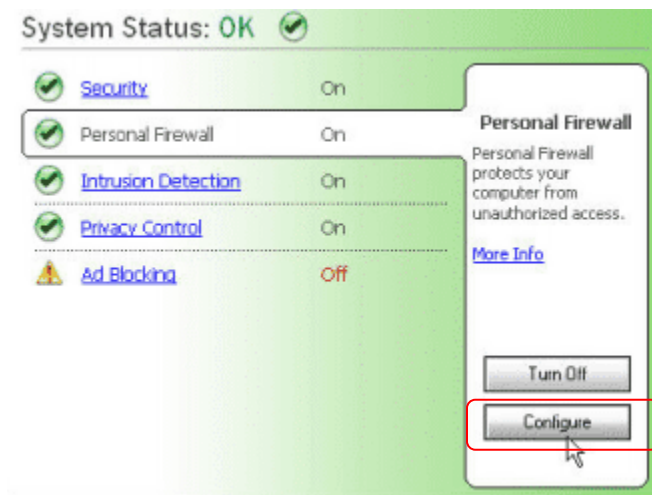 System Status: OK
Security On
Personal Firewall On
Intrusion Detection On
Privacy Control On
Ad Blocking Off
Personal Firewall
Personal Firewall
protects your
computer from
unauthorized access.
More Info
Turn Off
Configure